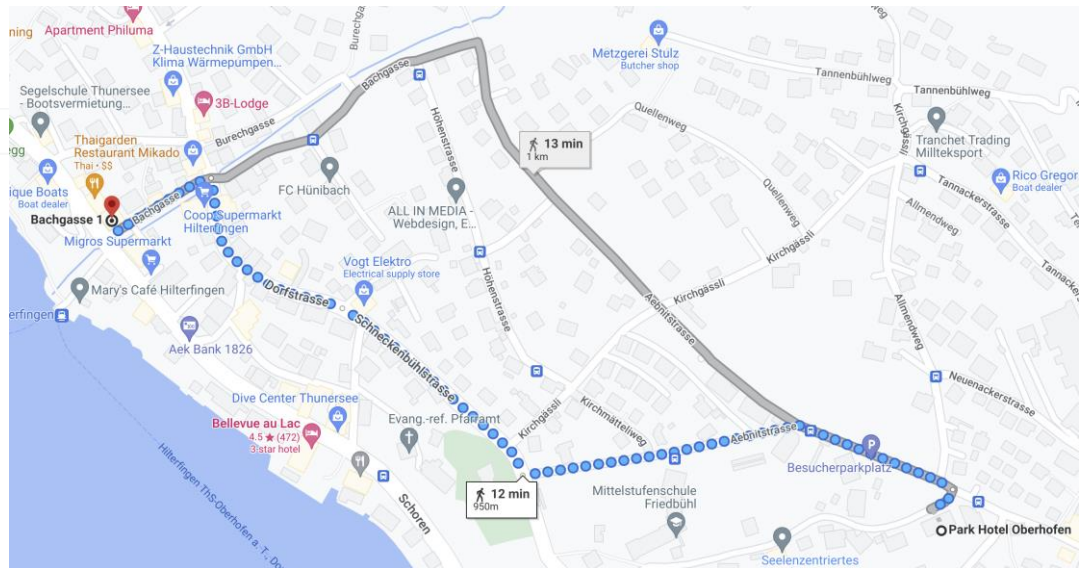 ning
Apartment Philuma
Z-Haustechnik GmbH
Klima Wärmepumpen...
Burechgasse
Bachgasse
Metzgerei Stulz
Butcher shop
Tannenbühlweg
Tannenbühlweg
Segelschule Thunersee
- Bootsvermietung...
3B-Lodge
Burechgasse
Höhenstrasse
Quellenweg
Kirchgässli
Tranchet Trading
Millteksport
egg
Thaigarden
Restaurant Mikado
Thai • $$
13 min
1 km
FC Hünibach
Tannackerstrasse
Rico Gregor
Boat dealer
ique Boats
Boat dealer
Bachgasse 1
Bachgasse
Coop Supermarkt
Hilterfingen
ALL IN MEDIA -
Webdesign, E...
Quellenweg
Allmendweg
Migros Supermarkt
Vogt Elektro
Electrical supply store
Höhenstrasse
Kirchgässli
Tannackers
Mary's Café Hilterfingen
Dorfstrasse
Kirchgässli
Aebnitstrasse
Allmendweg
erfingen
Aek Bank 1826
Schneckenbühlstrasse
Neuenackerstrasse
Dive Center Thunersee
Bellevue au Lac
4.5 ★ (472)
3-star hotel
Evang.-ref. Pfarramt
Kirchgässli
Kirchmätteliweg
Aebnitstrasse
P
Besucherparkplatz
12 min
950m
Schoren
Mittelstufenschule
Friedbühl
Park Hotel Oberhofen
Seelenzentriertes
Hilterfingen ThS-Oberhofen a. T., Do